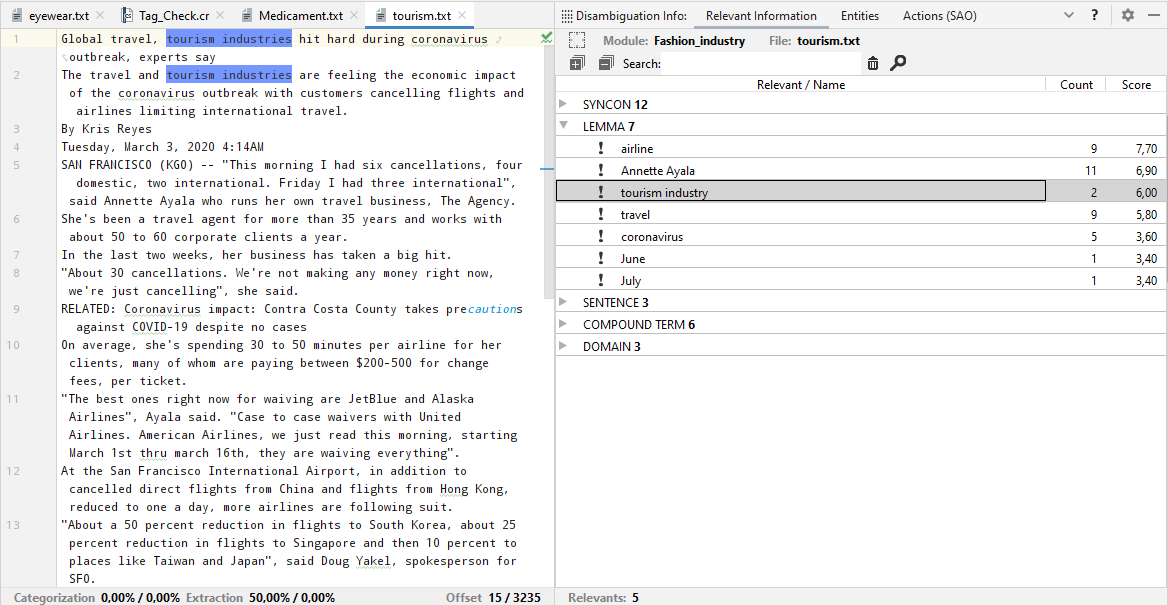 eyewear.txt Tag_Check.cr Medicament.txt tourism.txt
Disambiguation Info: Relevant Information Entities Actions (SAO) ?
1 Global travel, tourism industries hit hard during coronavirus
outbreak, experts say
2 The travel and tourism industries are feeling the economic impact
of the coronavirus outbreak with customers cancelling flights and
airlines limiting international travel.
3 By Kris Reyes
4 Tuesday, March 3, 2020 4:14AM
5 SAN FRANCISCO (KGO) -- "This morning I had six cancellations, four
domestic, two international. Friday I had three international",
said Annette Ayala who runs her own travel business, The Agency.
6 She's been a travel agent for more than 35 years and works with
about 50 to 60 corporate clients a year.
7 In the last two weeks, her business has taken a big hit.
8 "About 30 cancellations. We're not making any money right now,
we're just cancelling", she said.
9 RELATED: Coronavirus impact: Contra Costa County takes precautions
against COVID-19 despite no cases
10 On average, she's spending 30 to 50 minutes per airline for her
clients, many of whom are paying between $200-500 for change
fees, per ticket.
11 "The best ones right now for waiving are JetBlue and Alaska
Airlines", Ayala said. "Case to case waivers with United
Airlines. American Airlines, we just read this morning, starting
March 1st thru march 16th, they are waiving everything".
12 At the San Francisco International Airport, in addition to
cancelled direct flights from China and flights from Hong Kong,
reduced to one a day, more airlines are following suit.
13 "About a 50 percent reduction in flights to South Korea, about 25
percent reduction in flights to Singapore and then 10 percent to
places like Taiwan and Japan", said Doug Yakel, spokesperson for
SFO.
Categorization 0,00% / 0,00% Extraction 50,00% / 0,00% Offset 15 / 3235
Module: Fashion_industry File: tourism.txt
Search:
Relevant / Name Count Score
SYNCON 12
LEMMA 7
! airline 9 7,70
! Annette Ayala 11 6,90
! tourism industry 2 6,00
! travel 9 5,80
! coronavirus 5 3,60
! June 1 3,40
! July 1 3,40
SENTENCE 3
COMPOUND TERM 6
DOMAIN 3
Relevants: 5